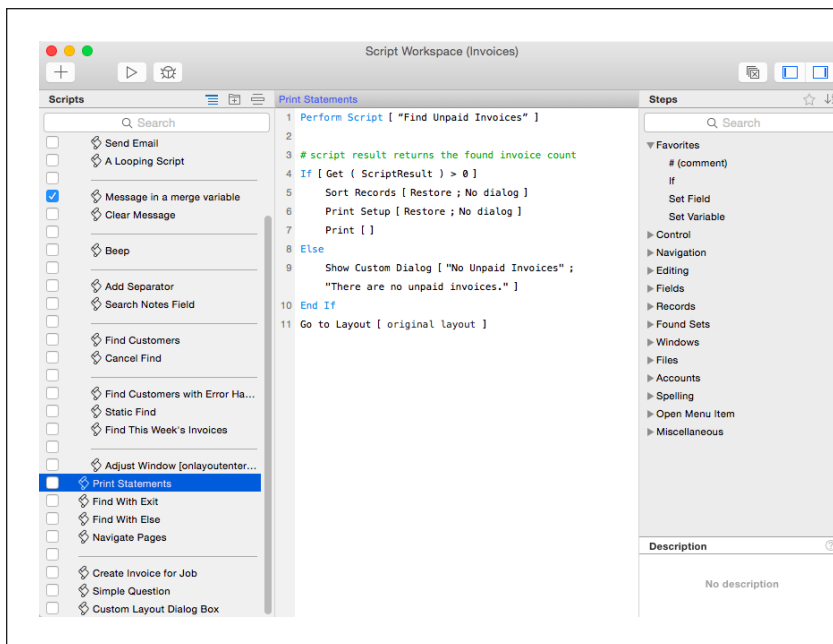 Script Workspace (Invoices)
Scripts
Search
Send Email
A Looping Script
Message in a merge variable
Clear Message
Beep
Add Separator
Search Notes Field
Find Customers
Cancel Find
Find Customers with Error Ha...
Static Find
Find This Week's Invoices
Adjust Window [onlayoutenter...
Print Statements
Find With Exit
Find With Else
Navigate Pages
Create Invoice for Job
Simple Question
Custom Layout Dialog Box
Print Statements
1 Perform Script [ “Find Unpaid Invoices” ]
2
3 # script result returns the found invoice count
4 If [ Get ( ScriptResult ) > 0 ]
5 Sort Records [ Restore ; No dialog ]
6 Print Setup [ Restore ; No dialog ]
7 Print [ ]
8 Else
9 Show Custom Dialog [ "No Unpaid Invoices" ;
"There are no unpaid invoices." ]
10 End If
11 Go to Layout [ original layout ]
Steps
Search
Favorites
# (comment)
If
Set Field
Set Variable
Control
Navigation
Editing
Fields
Records
Found Sets
Windows
Files
Accounts
Spelling
Open Menu Item
Miscellaneous
Description
No description